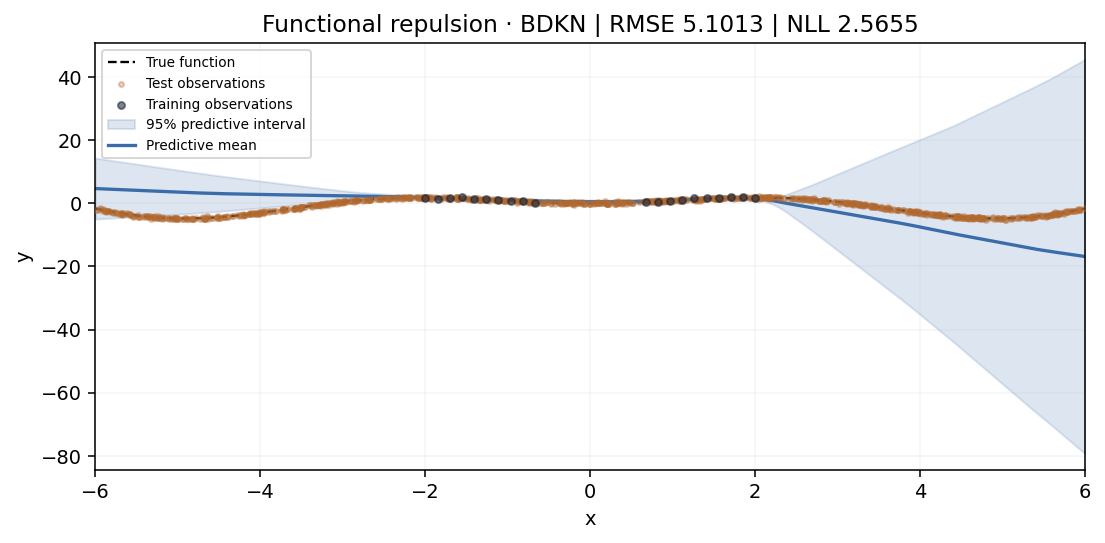 Functional repulsion · BDKN | RMSE 5.1013 | NLL 2.5655
True function
Test observations
Training observations
95% predictive interval
Predictive mean
40
20
0
−20
−40
−60
−80
y
−6
−4
−2
0
2
4
6
x